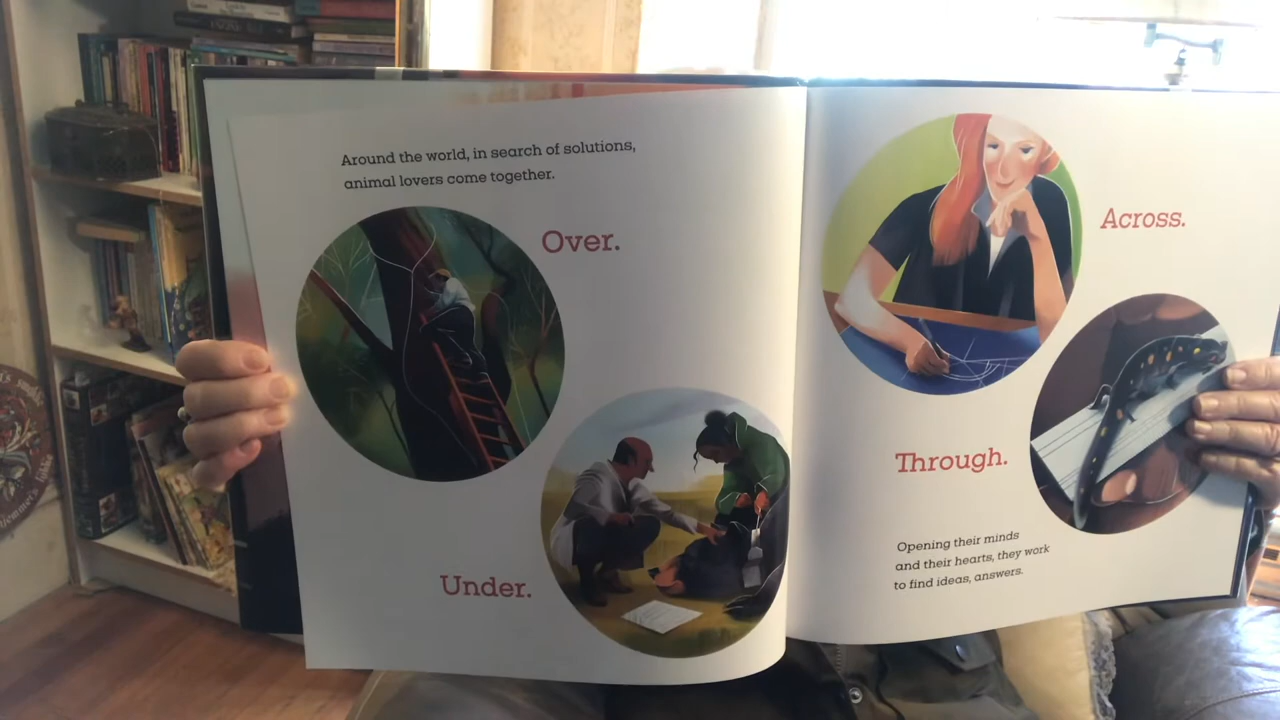 Around the world, in search of solutions,
animal lovers come together.
Over.
Under.
Across.
Through.
Opening their minds
and their hearts, they work
to find ideas, answers.